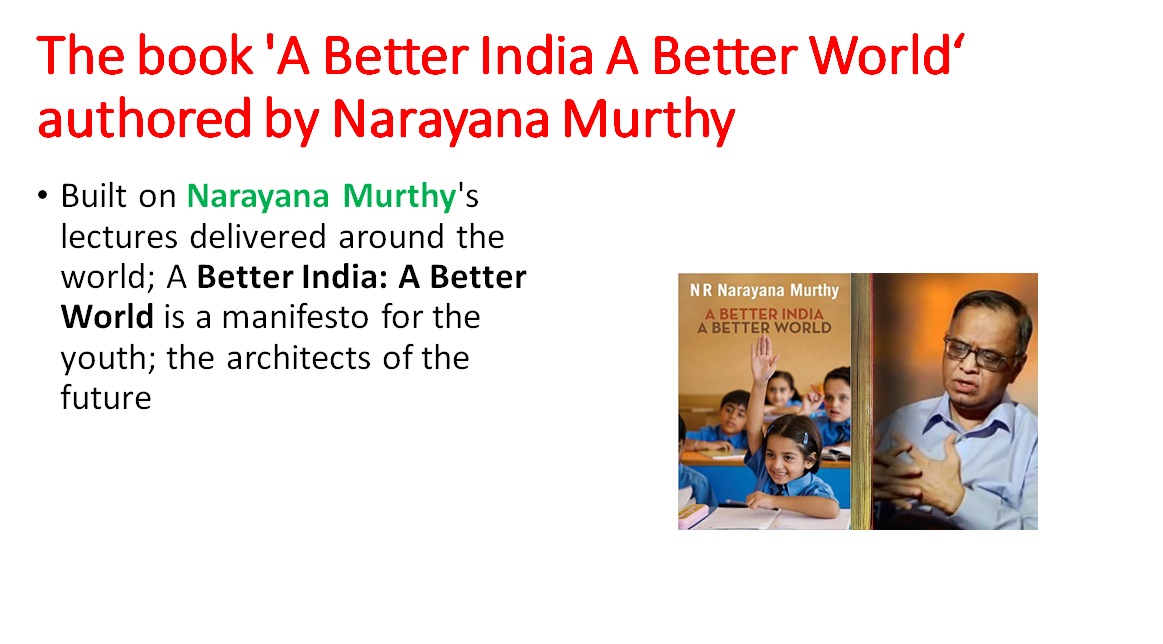 The book 'A Better India A Better World‘
authored by Narayana Murthy
• Built on Narayana Murthy's
lectures delivered around the
world; A Better India: A Better
World is a manifesto for the
youth; the architects of the
future
N R Narayana Murthy
A BETTER INDIA
A BETTER WORLD